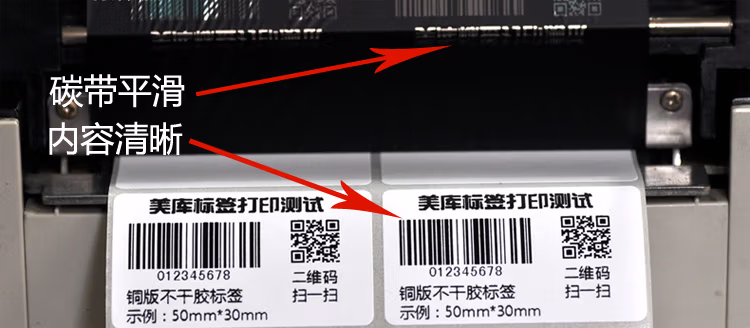 碳带平滑
内容清晰
美库标签打印测试
012345678
二维码
扫一扫
铜版不干胶标签
示例：50mm*30mm
美库标签打印测试
012345678
二维码
扫一扫
铜版不干胶标签
示例：50mm*30mm